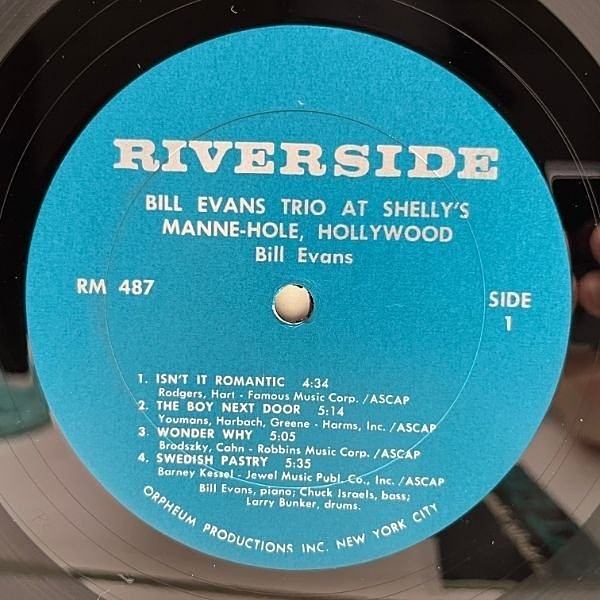 RIVERSIDE
BILL EVANS TRIO AT SHELLY'S
MANNE-HOLE, HOLLYWOOD
Bill Evans
RM 487
SIDE
1
1. ISN'T IT ROMANTIC 4:34
Rodgers, Hart - Famous Music Corp. /ASCAP
2. THE BOY NEXT DOOR 5:14
Youmans, Harbach, Greene - Harms, Inc. /ASCAP
3. WONDER WHY 5:05
Brodszky, Cahn - Robbins Music Corp. /ASCAP
4. SWEDISH PASTRY 5:35
Barney Kessel - Jewel Music Publ. Co., Inc. /ASCAP
Bill Evans, piano; Chuck Israels, bass;
Larry Bunker, drums.
ORPHEUM PRODUCTIONS INC. NEW YORK CITY